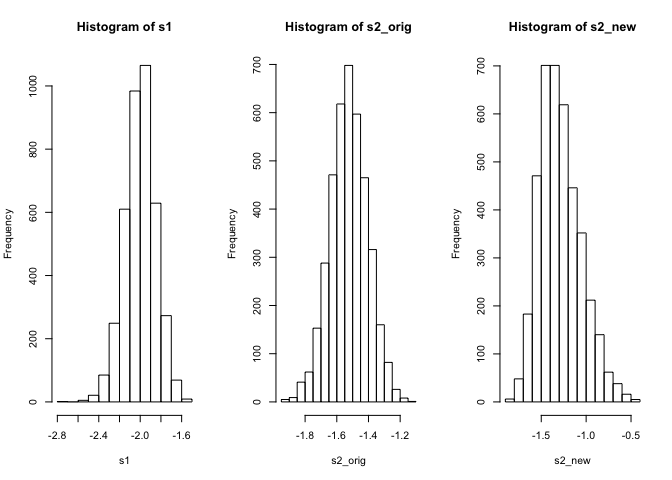 Histogram of s1
Frequency
1000
800
600
400
200
0
-2.8 -2.4 -2.0 -1.6
s1
Histogram of s2_orig
Frequency
700
600
500
400
300
200
100
0
-1.8 -1.6 -1.4 -1.2
s2_orig
Histogram of s2_new
Frequency
700
600
500
400
300
200
100
0
-1.5 -1.0 -0.5
s2_new